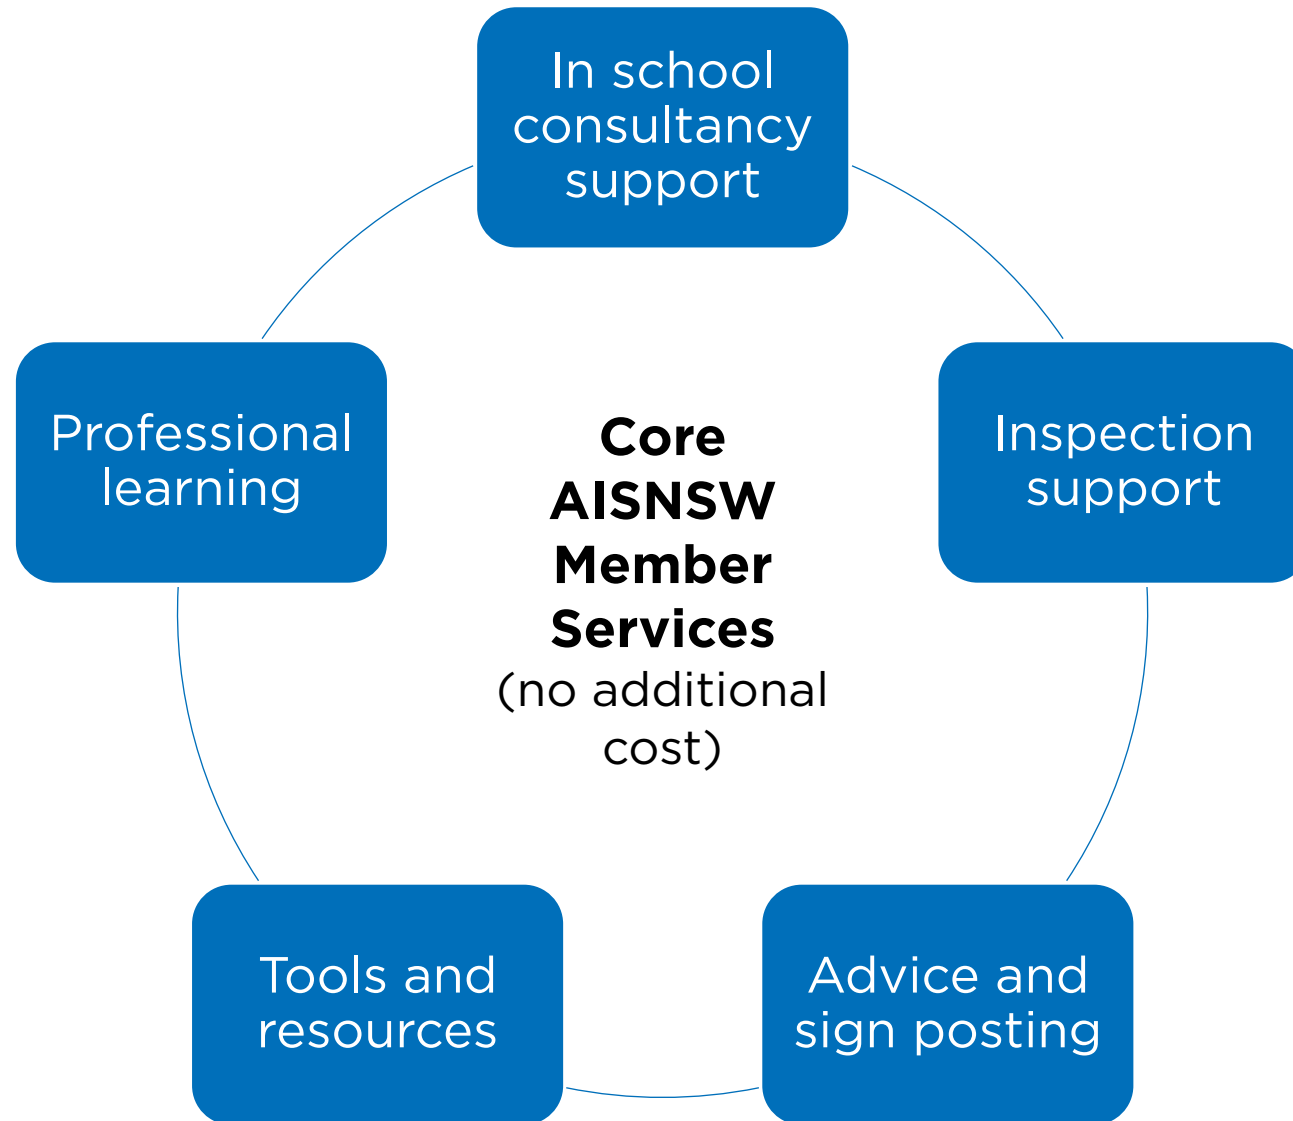 In school
consultancy
support
Professional
learning
Core
AISNSW
Member
Services
(no additional
cost)
Inspection
support
Tools and
resources
Advice and
sign posting